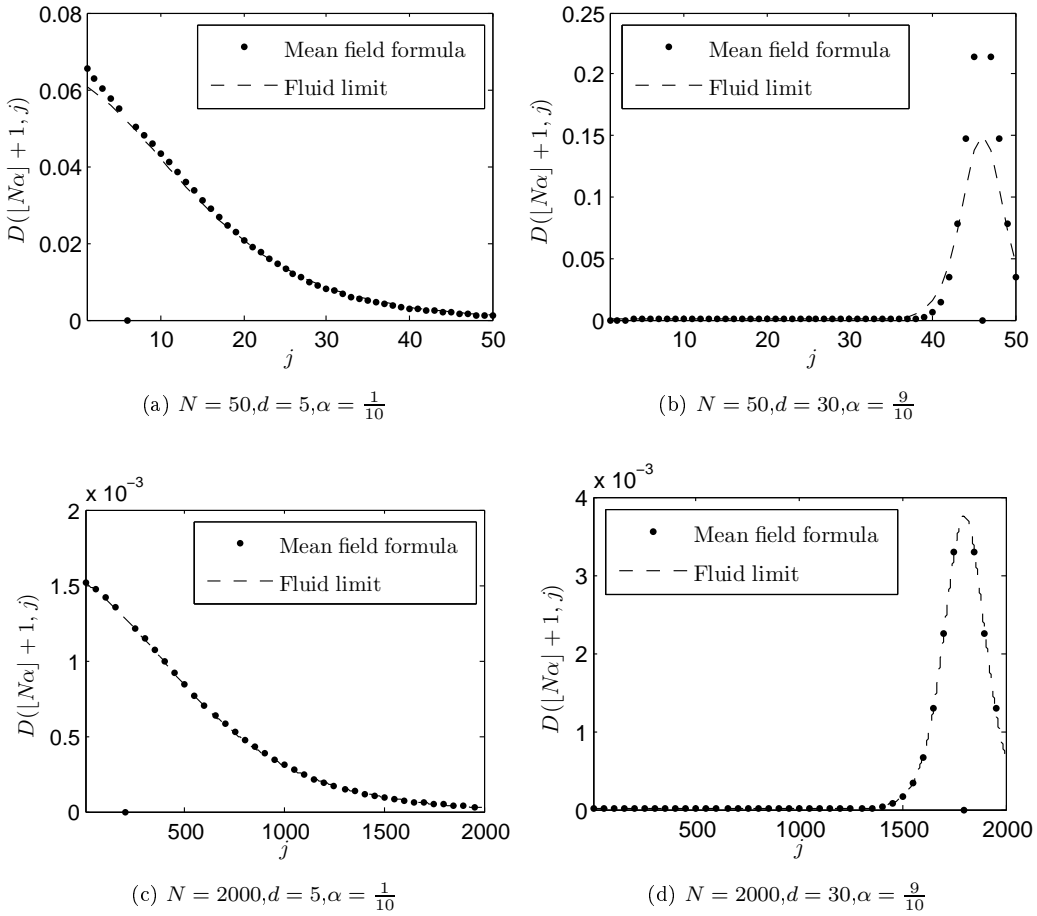 0.08
0.06
0.04
0.02
0
D(⌊Nα⌋ + 1, j)
Mean field formula
Fluid limit
10 20 30 40 50
j
(a) N = 50,d = 5,α = 1/10
0.25
0.2
0.15
0.1
0.05
0
D(⌊Nα⌋ + 1, j)
Mean field formula
Fluid limit
10 20 30 40 50
j
(b) N = 50,d = 30,α = 9/10
x 10⁻³
2
1.5
1
0.5
0
D(⌊Nα⌋ + 1, j)
Mean field formula
Fluid limit
500 1000 1500 2000
j
(c) N = 2000,d = 5,α = 1/10
x 10⁻³
4
3
2
1
0
D(⌊Nα⌋ + 1, j)
Mean field formula
Fluid limit
500 1000 1500 2000
j
(d) N = 2000,d = 30,α = 9/10